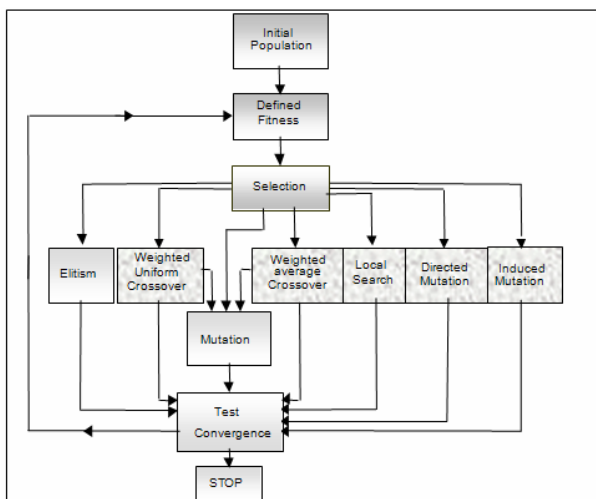 Initial
Population
Defined
Fitness
Selection
Elitism
Weighted
Uniform
Crossover
Weighted
average
Crossover
Local
Search
Directed
Mutation
Induced
Mutation
Mutation
Test
Convergence
STOP